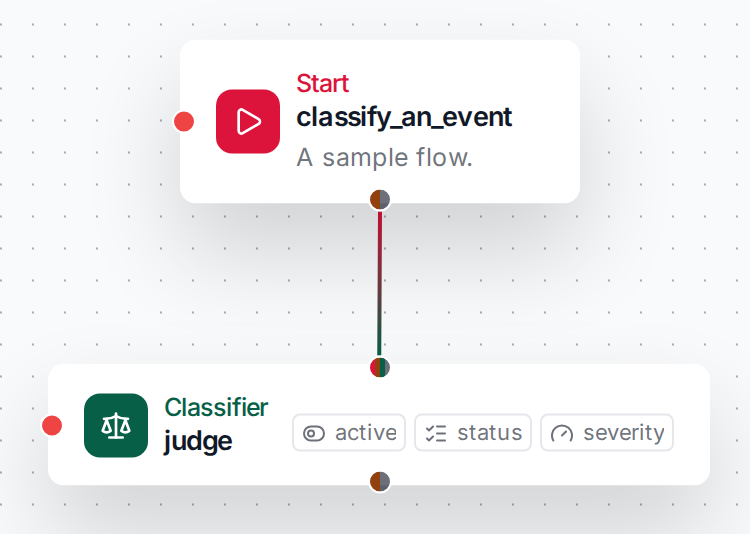 Start
classify_an_event
A sample flow.
Classifier
judge
active status severity